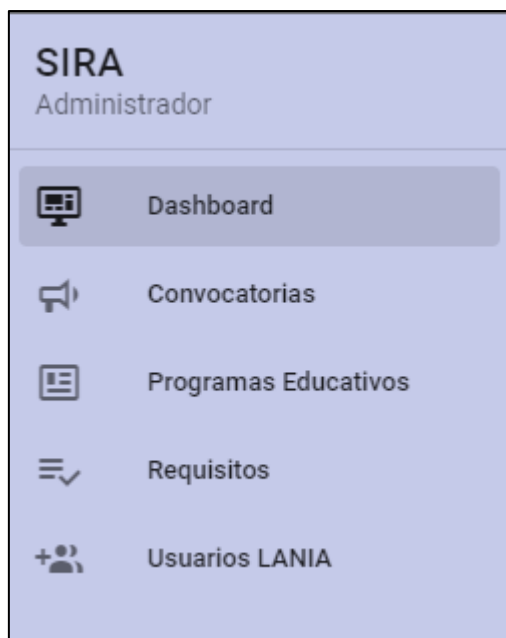 SIRA
Administrador
Dashboard
Convocatorias
Programas Educativos
Requisitos
Usuarios LANIA